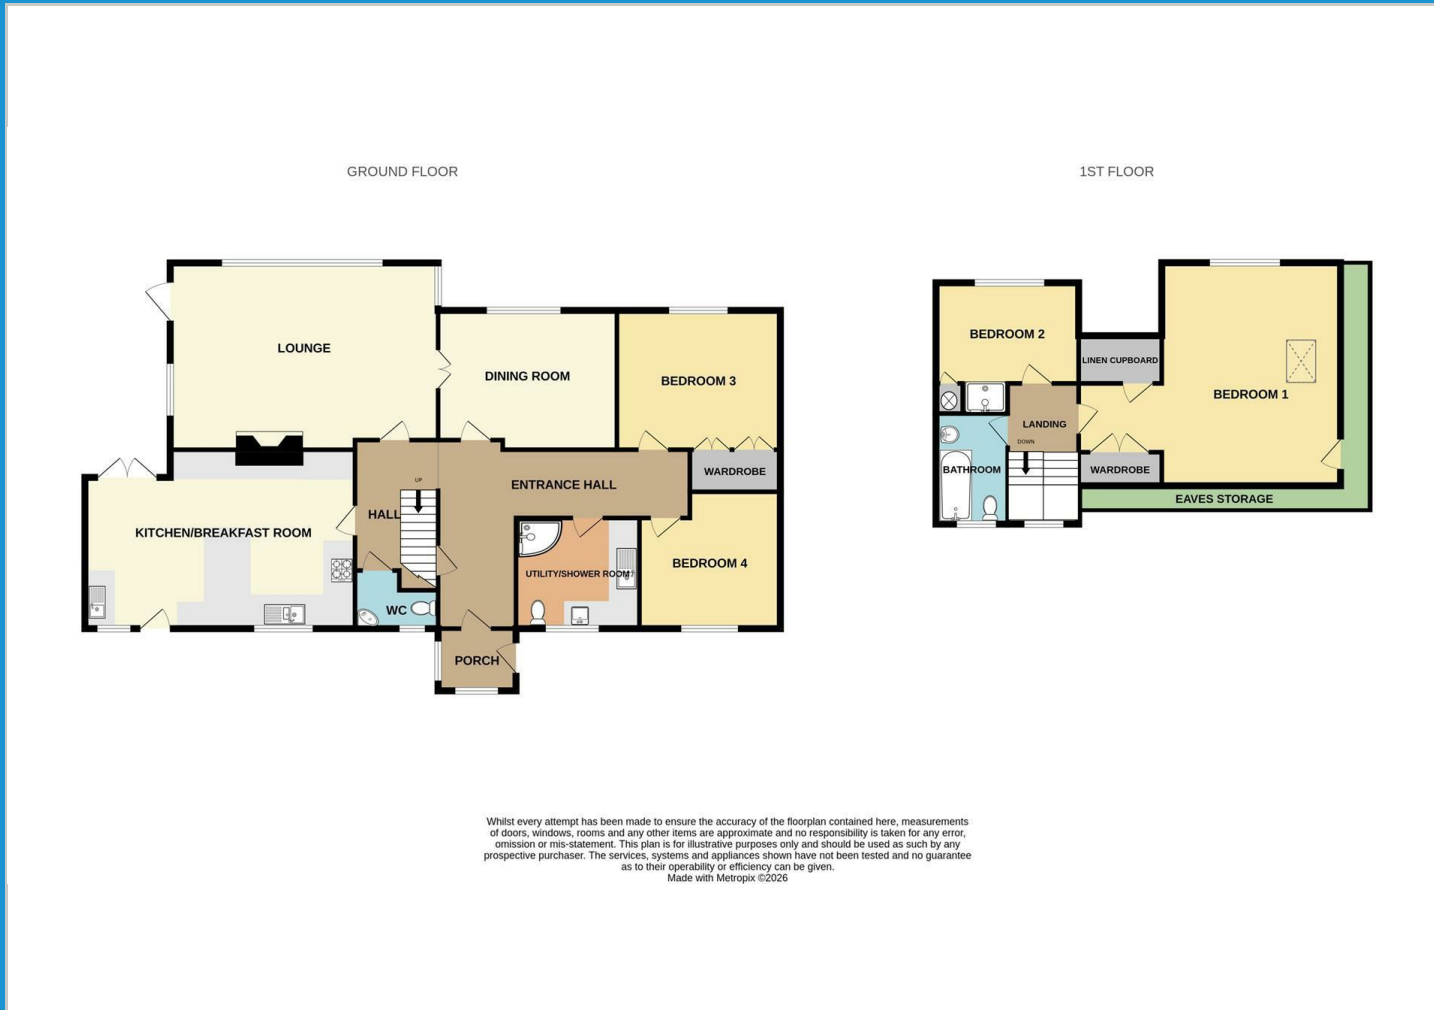 GROUND FLOOR
1ST FLOOR
LOUNGE
DINING ROOM
BEDROOM 3
WARDROBE
ENTRANCE HALL
UP
HALL
KITCHEN/BREAKFAST ROOM
BEDROOM 4
UTILITY/SHOWER ROOM
WC
PORCH
BEDROOM 2
LINEN CUPBOARD
BEDROOM 1
LANDING
DOWN
BATHROOM
WARDROBE
EAVES STORAGE
Whilst every attempt has been made to ensure the accuracy of the floorplan contained here, measurements
of doors, windows, rooms and any other items are approximate and no responsibility is taken for any error,
omission or mis-statement. This plan is for illustrative purposes only and should be used as such by any
prospective purchaser. The services, systems and appliances shown have not been tested and no guarantee
as to their operability or efficiency can be given.
Made with Metropix ©2026